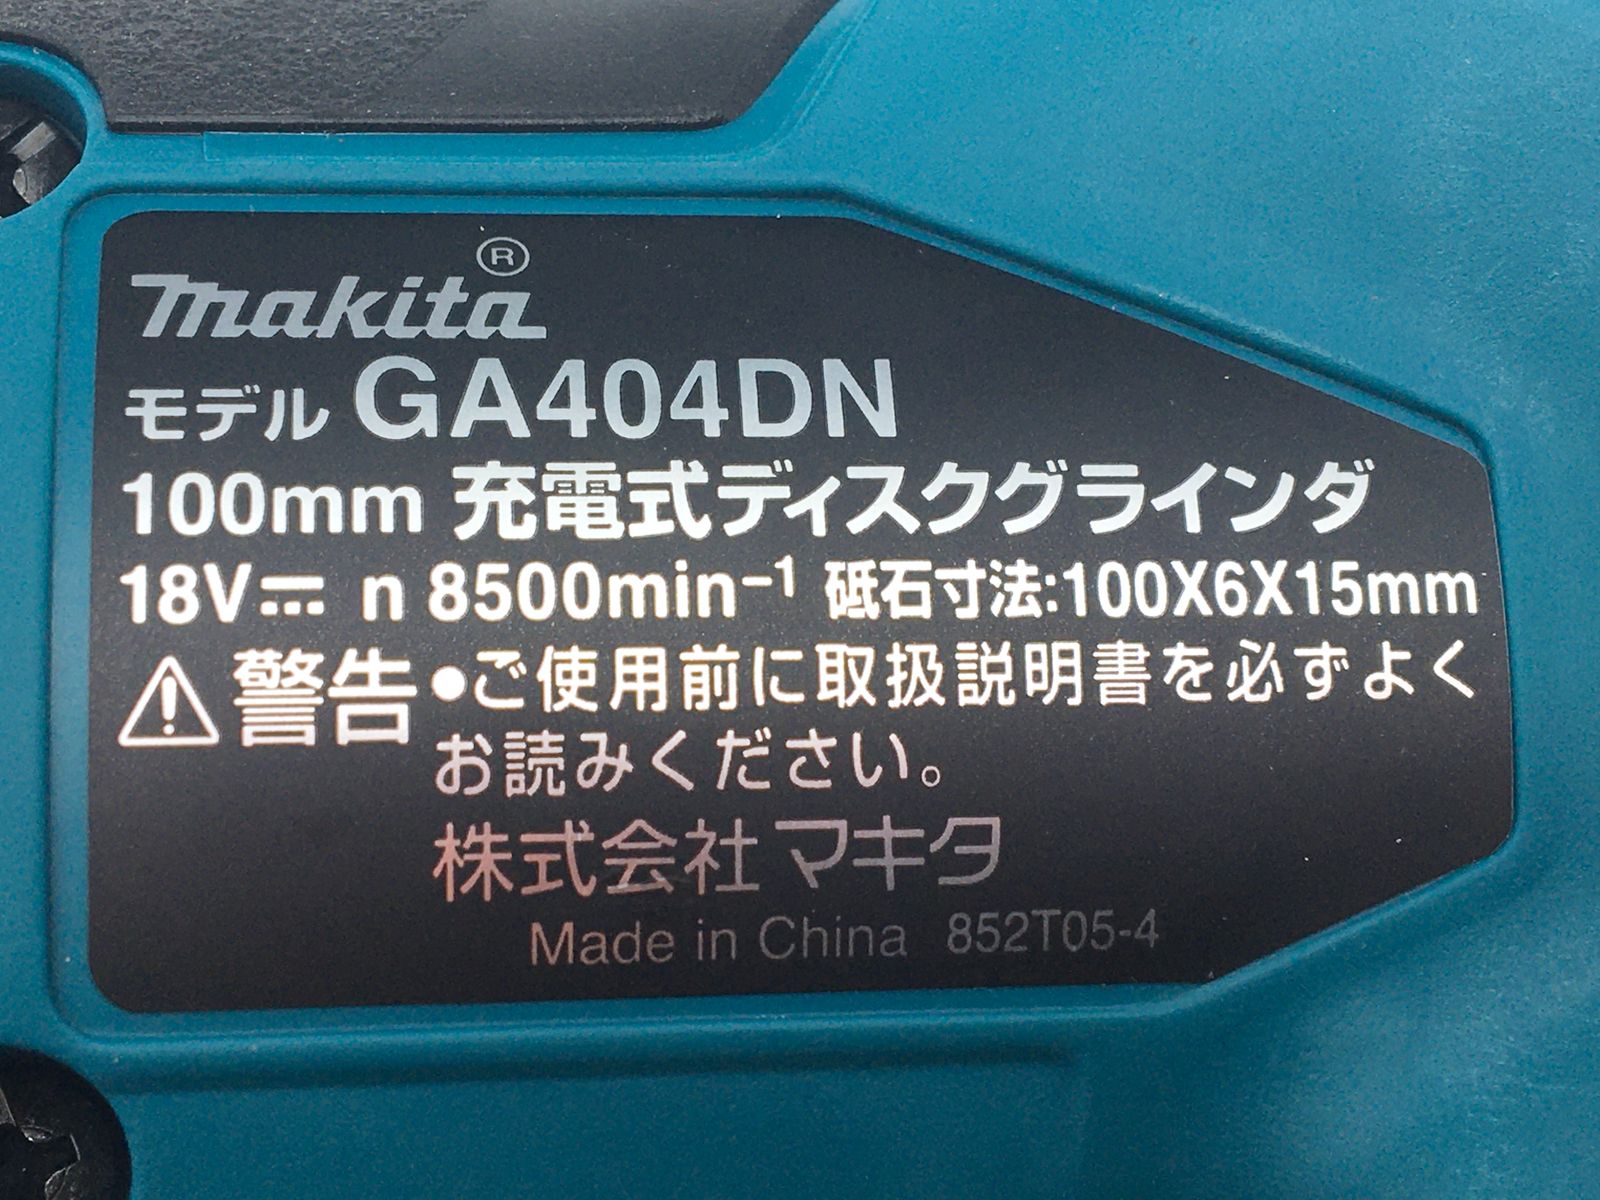 makita®
モデル GA404DN
100mm 充電式ディスクグラインダ
18V⎓ n 8500min⁻¹ 砥石寸法:100X6X15mm
⚠警告 ●ご使用前に取扱説明書を必ずよく
お読みください。
株式会社マキタ
Made in China 852T05-4